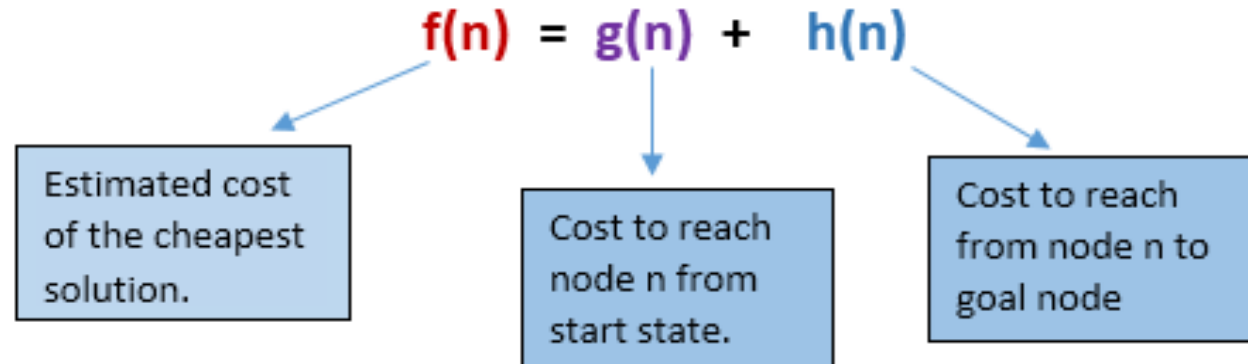 f(n) = g(n) + h(n)
Estimated cost
of the cheapest
solution.
Cost to reach
node n from
start state.
Cost to reach
from node n to
goal node